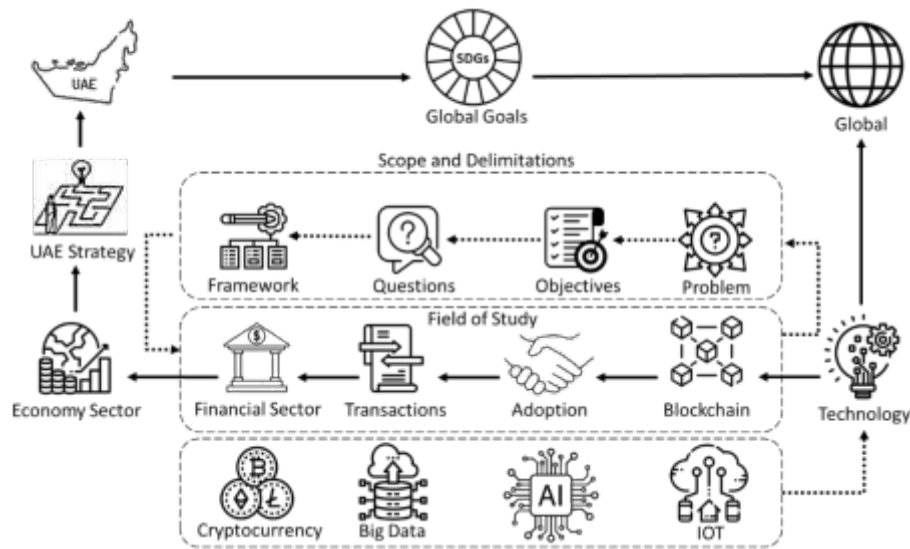 UAE
SDGs
Global Goals
Global
Scope and Delimitations
UAE Strategy
Framework
Questions
Objectives
Problem
Field of Study
Economy Sector
Financial Sector
Transactions
Adoption
Blockchain
Technology
AI
Cryptocurrency
Big Data
IOT